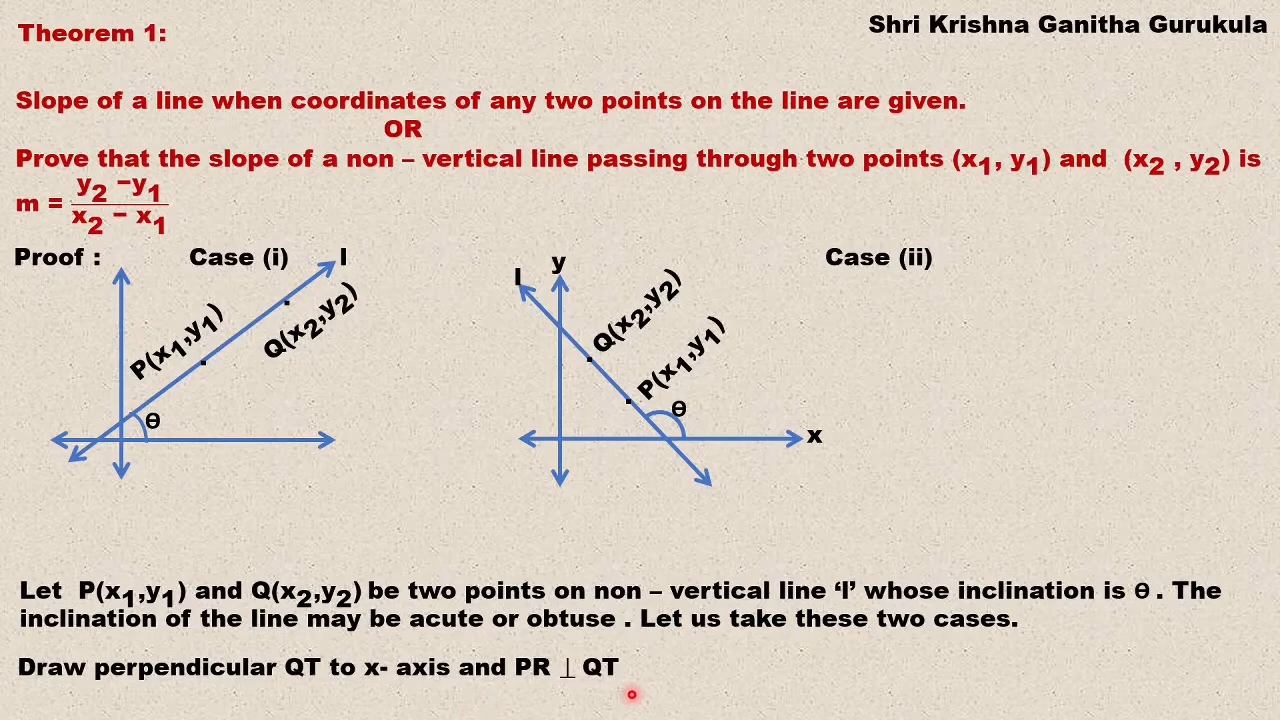 Theorem 1:
Shri Krishna Ganitha Gurukula
Slope of a line when coordinates of any two points on the line are given.
OR
Prove that the slope of a non – vertical line passing through two points (x₁, y₁) and (x₂ , y₂) is
m = (y₂ −y₁)/(x₂ − x₁)
Proof :
Case (i)
l
P(x₁,y₁)
Q(x₂,y₂)
θ
l
y
Q(x₂,y₂)
P(x₁,y₁)
θ
x
Case (ii)
Let P(x₁,y₁) and Q(x₂,y₂) be two points on non – vertical line ‘l’ whose inclination is θ . The
inclination of the line may be acute or obtuse . Let us take these two cases.
Draw perpendicular QT to x- axis and PR ⊥ QT